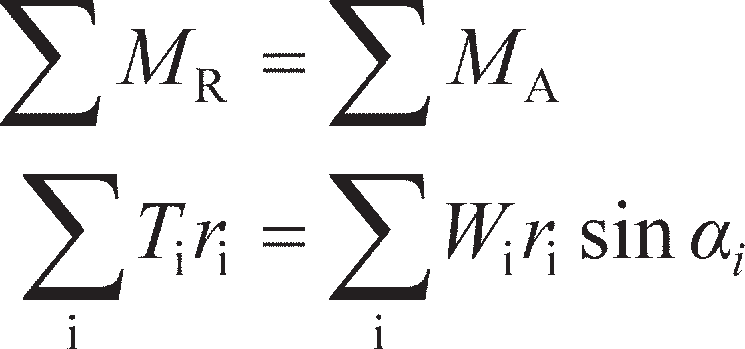 ∑ M_R = ∑ M_A
∑_i T_i r_i = ∑_i W_i r_i sin α_i